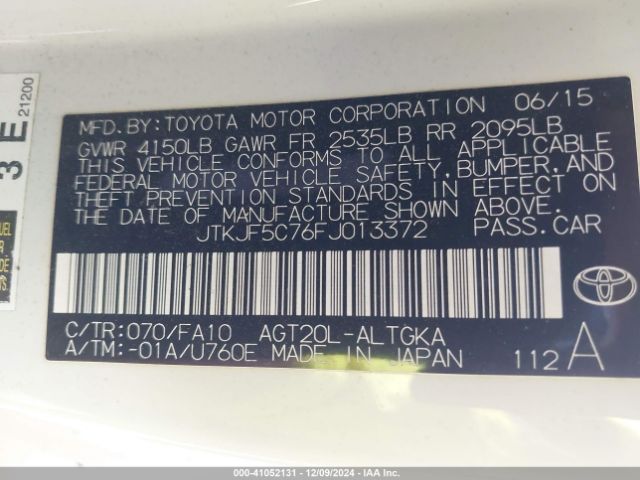 MFD.BY:TOYOTA MOTOR CORPORATION 06/15
GVWR 4150LB GAWR FR 2535LB RR 2095LB
THIS VEHICLE CONFORMS TO ALL APPLICABLE
FEDERAL MOTOR VEHICLE SAFETY, BUMPER, AND
THEFT PREVENTION STANDARDS IN EFFECT ON
THE DATE OF MANUFACTURE SHOWN ABOVE.
JTKJF5C76FJ013372 PASS.CAR
C/TR:070/FA10 AGT20L-ALTGKA
A/TM:-01A/U760E MADE IN JAPAN 112 A
TOYOTA
3 E
21200
000-41052131 - 12/09/2024 - IAA Inc.